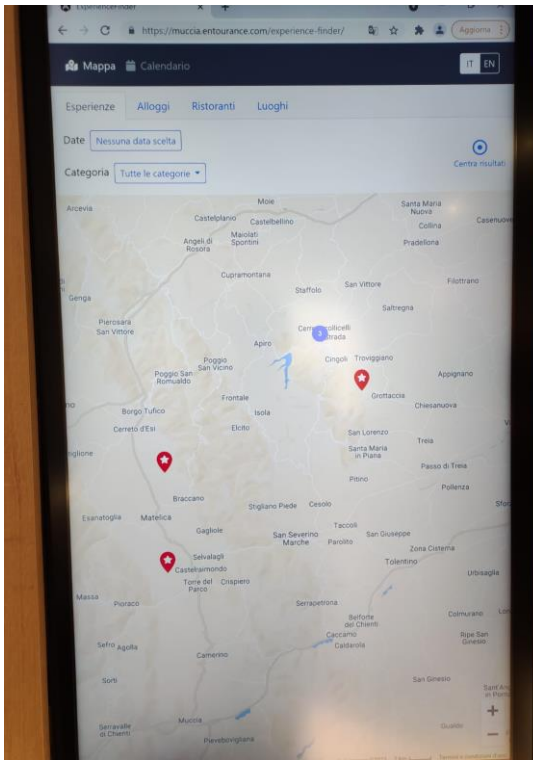 ExperienceFinder
https://muccia.entourance.com/experience-finder/
Aggiorna
Mappa Calendario
IT EN
Esperienze Alloggi Ristoranti Luoghi
Date Nessuna data scelta
Centra risultati
Categoria Tutte le categorie
Arcevia
Moie
Santa Maria
Nuova
Castelplanio
Castelbellino
Collina
Casenuove
Angeli di
Rosora
Maiolati
Spontini
Pradellona
Cupramontana
Staffolo
San Vittore
Filottrano
Genga
Saltregna
Pierosara
San Vittore
3
Apiro
Cingoli
Troviggiano
Poggio
San Vicino
Poggio San
Romualdo
Appignano
Grottaccia
Frontale
Chiesanuova
Borgo Tufico
Isola
Cerreto d'Esi
Elcito
San Lorenzo
Treia
Santa Maria
in Piana
Passo di Treia
Pitino
Pollenza
Braccano
Stigliano Piede
Cesolo
Esanatoglia
Matelica
Gagliole
Taccoli
San Severino
Marche
Parolito
San Giuseppe
Zona Cisterna
Selvalagli
Tolentino
Castelraimondo
Urbisaglia
Torre del
Parco
Crispiero
Massa
Pioraco
Serrapetrona
Belforte
del Chienti
Colmurano
Caccamo
Ripe San
Ginesio
Sefro
Agolla
Caldarola
Camerino
Sorti
San Ginesio
Muccia
Serravalle
di Chienti
Gualdo
Pievebovigliana
+
−